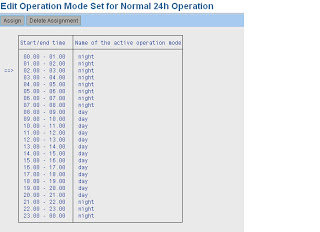 Edit Operation Mode Set for Normal 24h Operation
Assign Delete Assignment
Start/end time Name of the active operation mode
00.00 - 01.00 night
01.00 - 02.00 night
==> 02.00 - 03.00 night
03.00 - 04.00 night
04.00 - 05.00 night
05.00 - 06.00 night
06.00 - 07.00 night
07.00 - 08.00 night
08.00 - 09.00 day
09.00 - 10.00 day
10.00 - 11.00 day
11.00 - 12.00 day
12.00 - 13.00 day
13.00 - 14.00 day
14.00 - 15.00 day
15.00 - 16.00 day
16.00 - 17.00 day
17.00 - 18.00 day
18.00 - 19.00 day
19.00 - 20.00 day
20.00 - 21.00 day
21.00 - 22.00 night
22.00 - 23.00 night
23.00 - 00.00 night